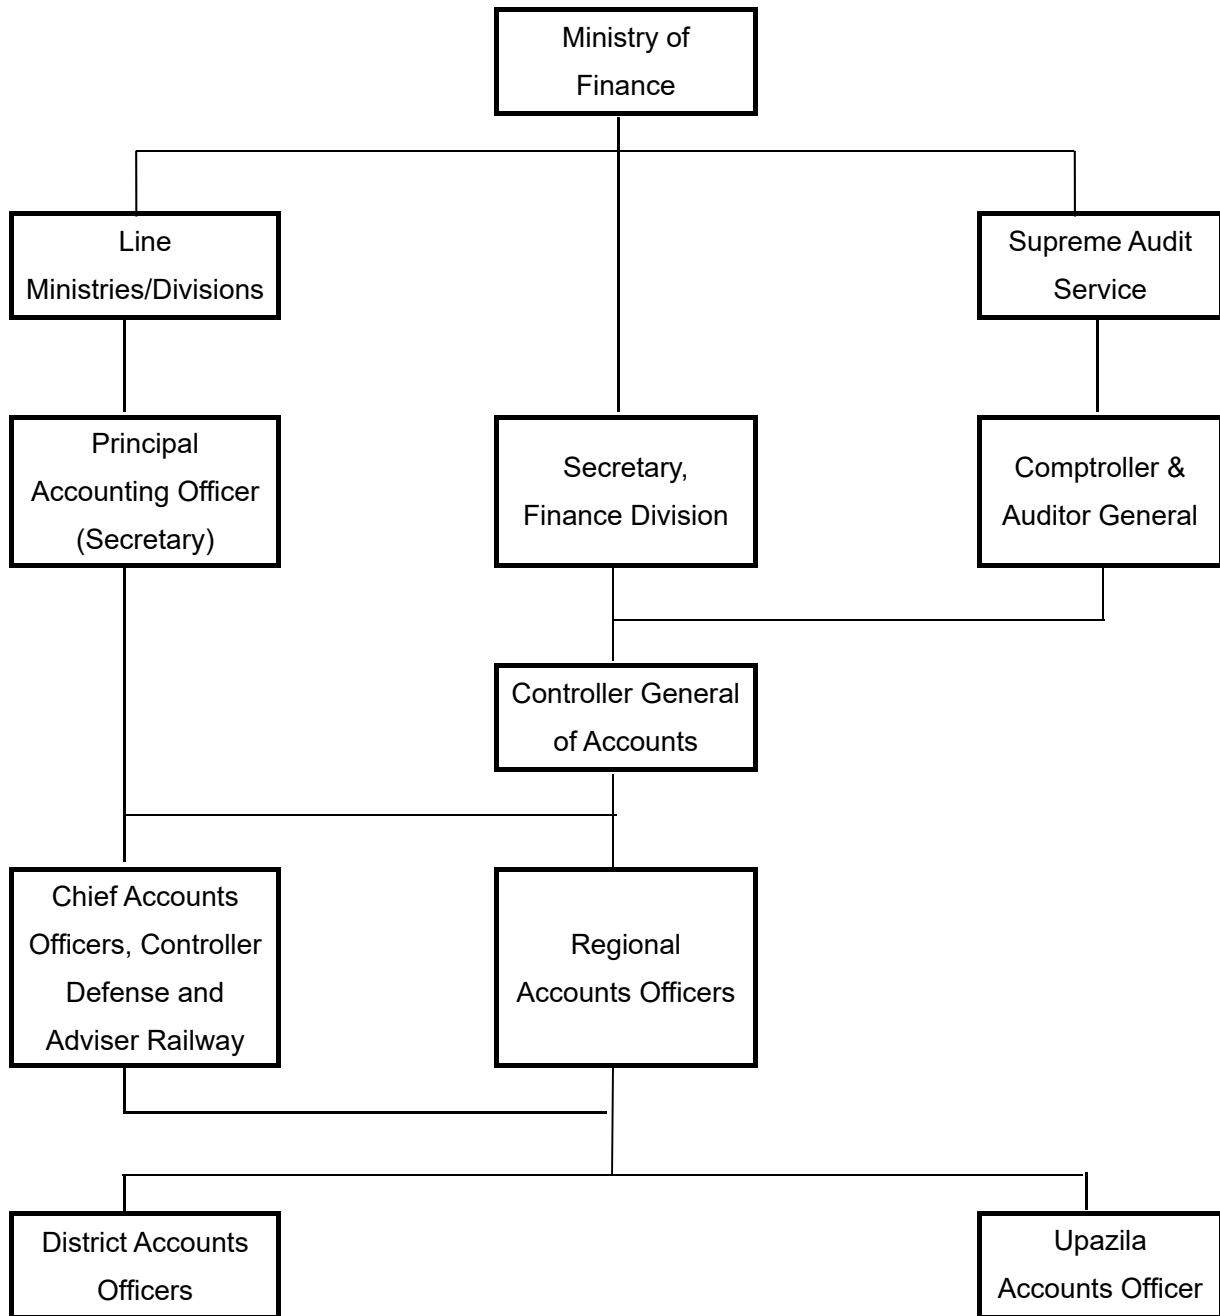 Ministry of
Finance
Line
Ministries/Divisions
Supreme Audit
Service
Principal
Accounting Officer
(Secretary)
Secretary,
Finance Division
Comptroller &
Auditor General
Controller General
of Accounts
Chief Accounts
Officers, Controller
Defense and
Adviser Railway
Regional
Accounts Officers
District Accounts
Officers
Upazila
Accounts Officer